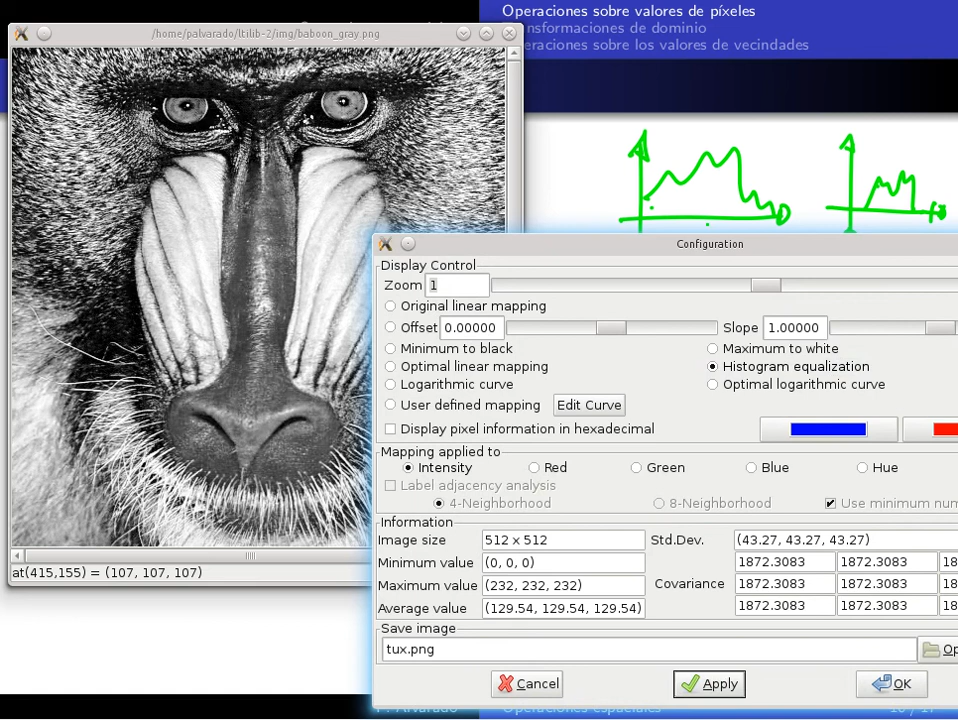 Operaciones sobre valores de píxeles
nsformaciones de dominio
eraciones sobre los valores de vecindades
/home/palvarado/ltilib-2/img/baboon_gray.png
at(415,155) = (107, 107, 107)
Configuration
Display Control
Zoom 1
Original linear mapping
Offset 0.00000 Slope 1.00000
Minimum to black Maximum to white
Optimal linear mapping Histogram equalization
Logarithmic curve Optimal logarithmic curve
User defined mapping Edit Curve
Display pixel information in hexadecimal
Mapping applied to
Intensity Red Green Blue Hue
Label adjacency analysis
4-Neighborhood 8-Neighborhood Use minimum num
Information
Image size 512 x 512 Std.Dev. (43.27, 43.27, 43.27)
Minimum value (0, 0, 0) 1872.3083 1872.3083 18
Maximum value (232, 232, 232) Covariance 1872.3083 1872.3083 18
Average value (129.54, 129.54, 129.54) 1872.3083 1872.3083 18
Save image
tux.png Op
Cancel Apply OK
P. Alvarado Operaciones espaciales